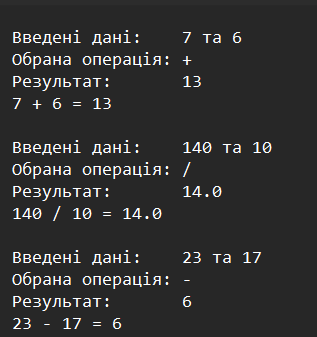 Введені дані:    7 та 6
Обрана операція: +
Результат:       13
7 + 6 = 13

Введені дані:    140 та 10
Обрана операція: /
Результат:       14.0
140 / 10 = 14.0

Введені дані:    23 та 17
Обрана операція: -
Результат:       6
23 - 17 = 6